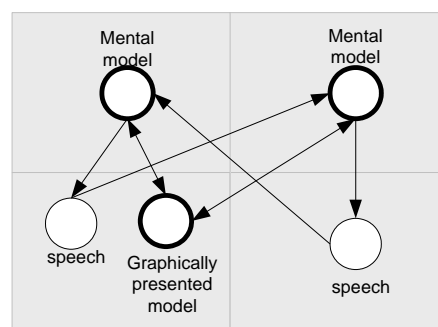 Mental
model
Mental
model
speech
Graphically
presented
model
speech